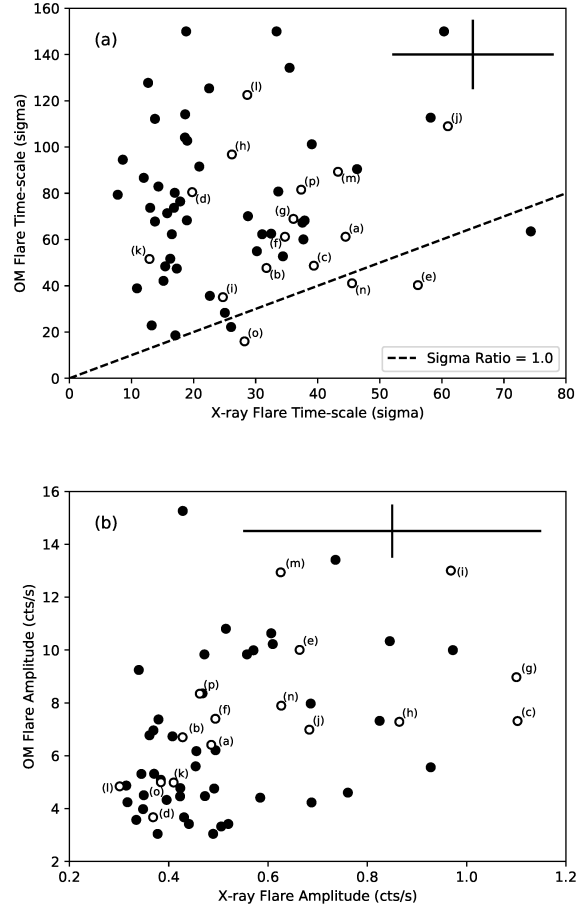 160
140
120
100
80
60
40
20
0
OM Flare Time-scale (sigma)
(a)
(l)
(j)
(h)
(m)
(p)
(d)
(g)
(a)
(f)
(k)
(c)
(b)
(i)
(n)
(e)
(o)
Sigma Ratio = 1.0
0 10 20 30 40 50 60 70 80
X-ray Flare Time-scale (sigma)
16
14
12
10
8
6
4
2
OM Flare Amplitude (cts/s)
(b)
(m)
(i)
(e)
(g)
(p)
(n)
(f)
(h)
(c)
(j)
(b)
(a)
(k)
(l)
(o)
(d)
0.2 0.4 0.6 0.8 1.0 1.2
X-ray Flare Amplitude (cts/s)